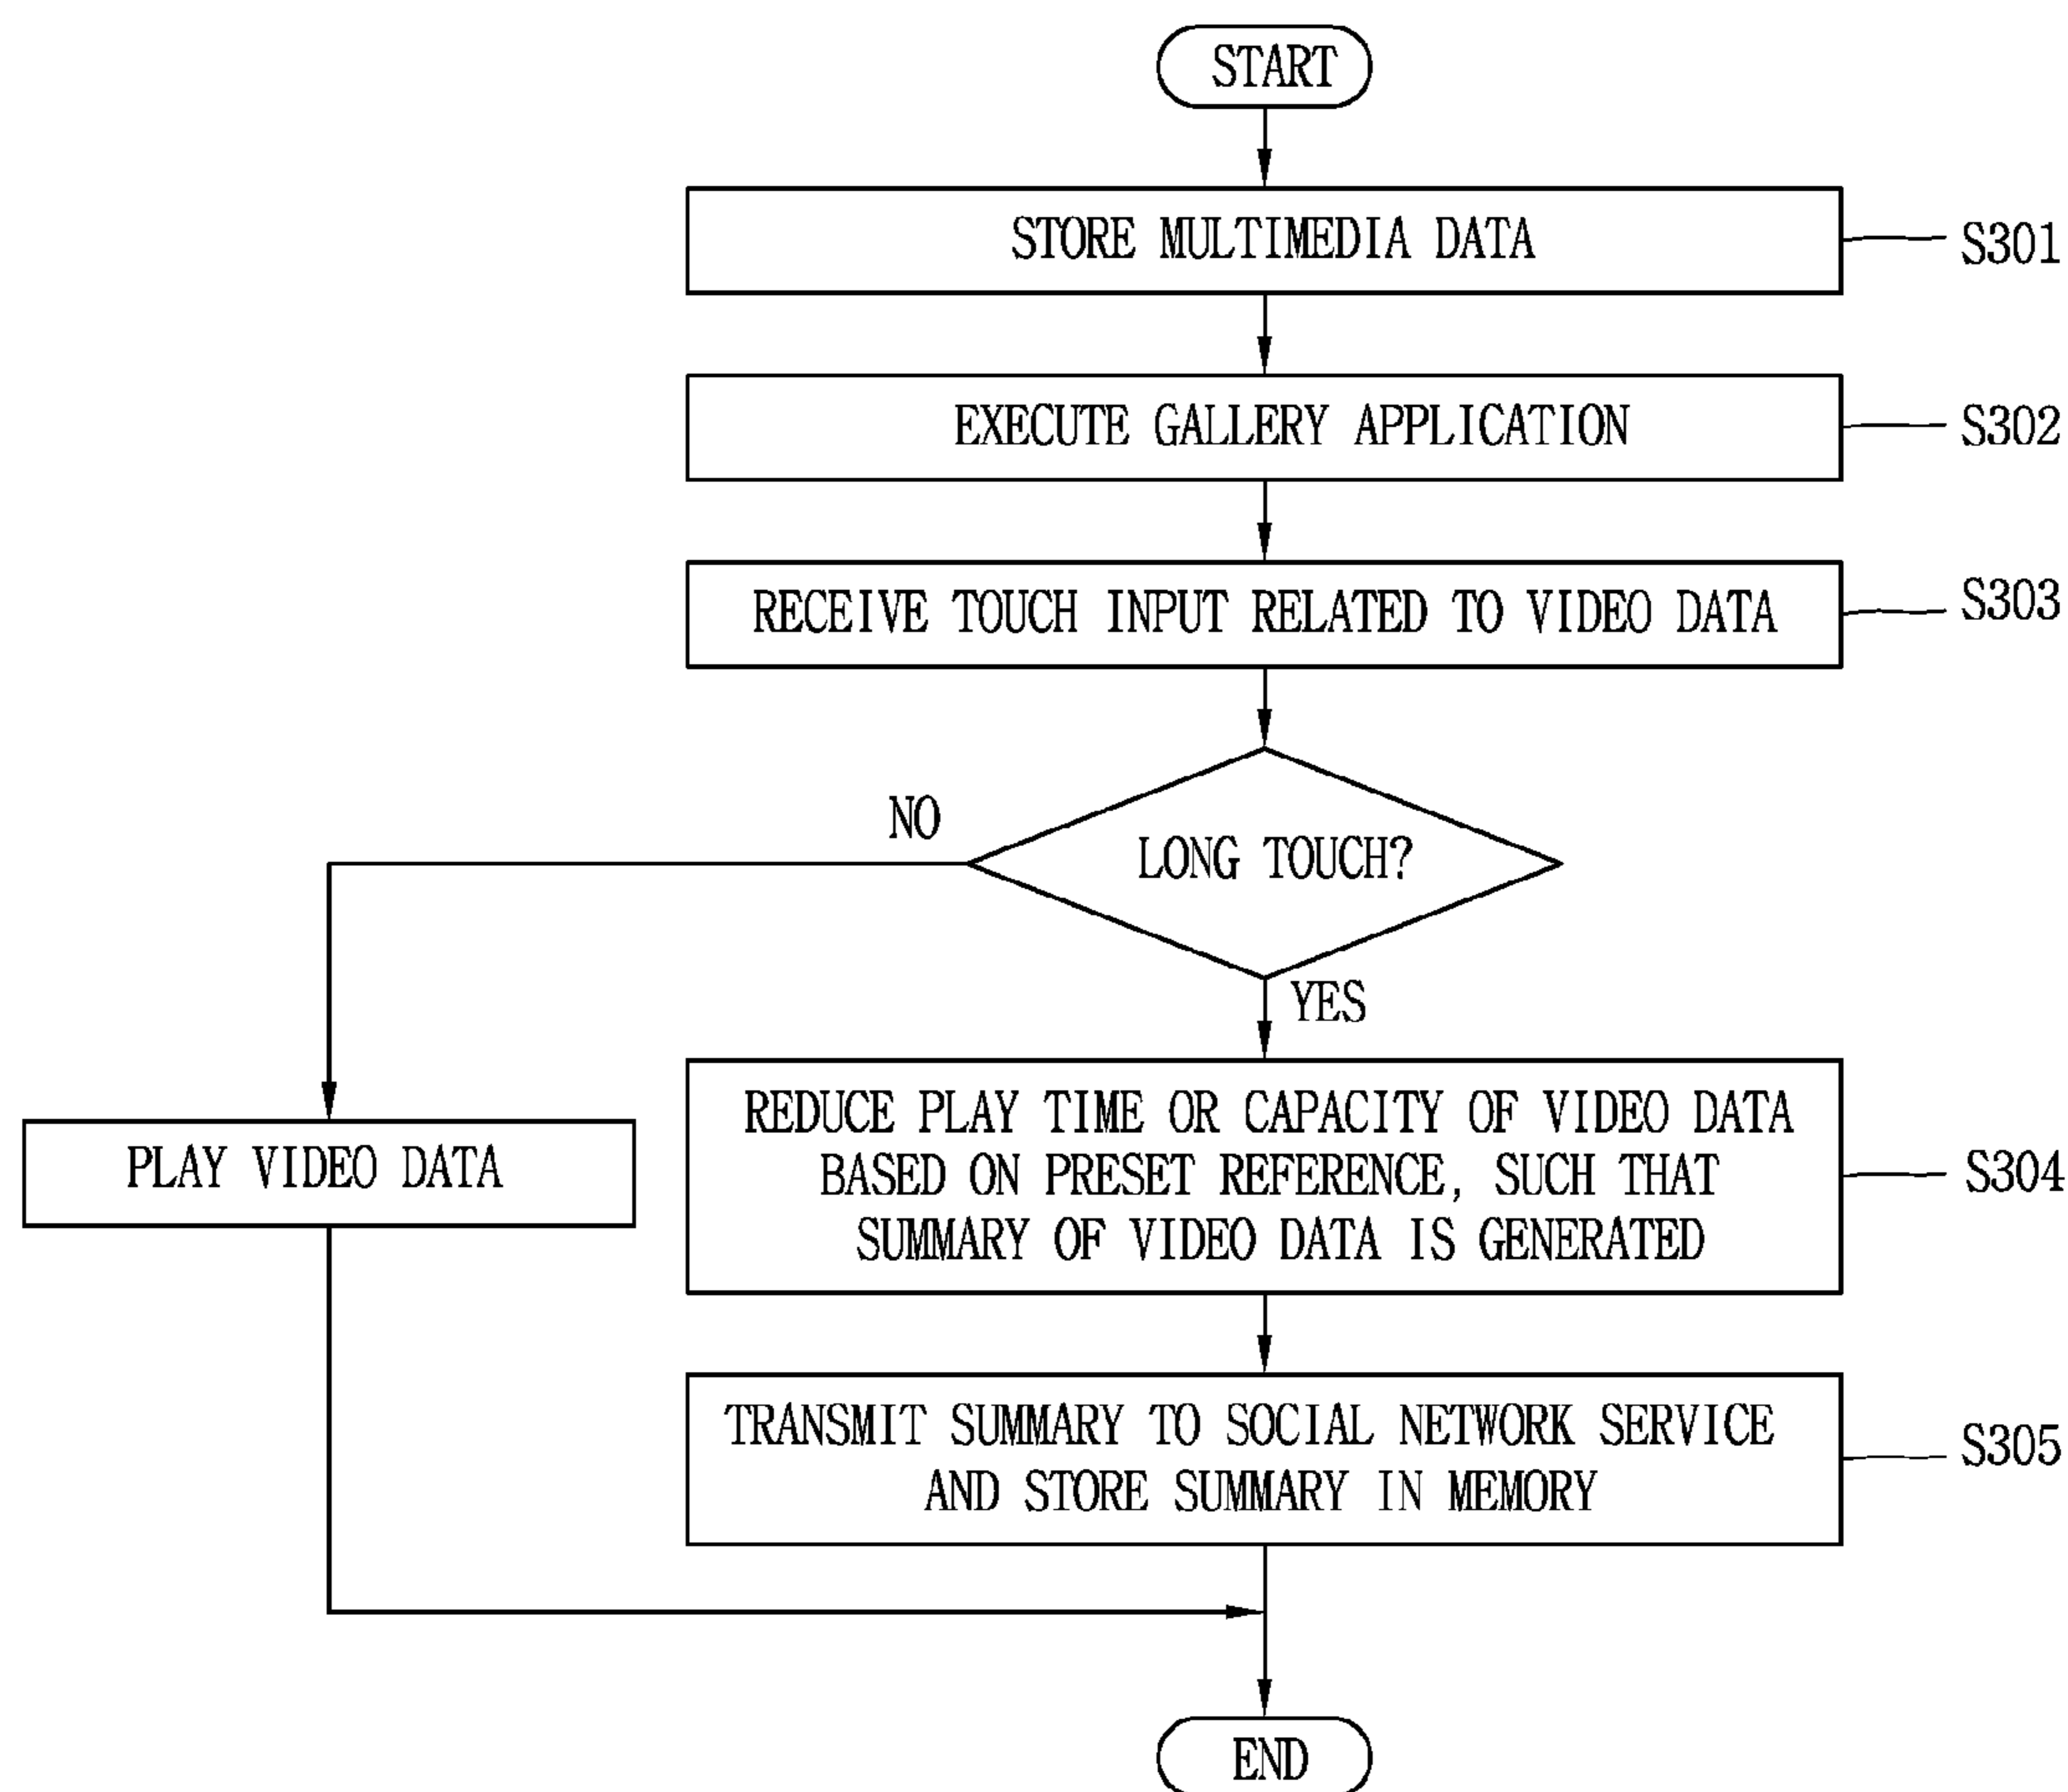 START
STORE MULTIMEDIA DATA
S301
EXECUTE GALLERY APPLICATION
S302
RECEIVE TOUCH INPUT RELATED TO VIDEO DATA
S303
NO
LONG TOUCH?
YES
PLAY VIDEO DATA
REDUCE PLAY TIME OR CAPACITY OF VIDEO DATA
BASED ON PRESET REFERENCE, SUCH THAT
SUMMARY OF VIDEO DATA IS GENERATED
S304
TRANSMIT SUMMARY TO SOCIAL NETWORK SERVICE
AND STORE SUMMARY IN MEMORY
S305
END